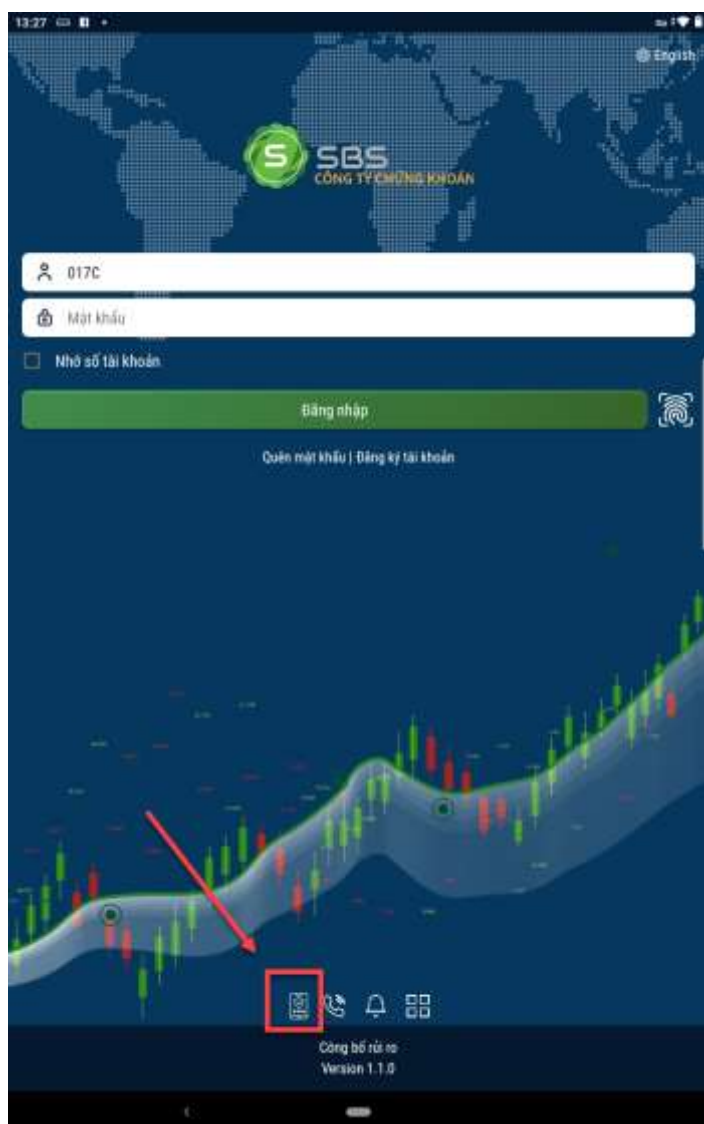 13:27
English
S SBS
CÔNG TY CHỨNG KHOÁN
017C
Mật khẩu
Nhớ số tài khoản
Đăng nhập
Quên mật khẩu | Đăng ký tài khoản
Công bố rủi ro
Version 1.1.0